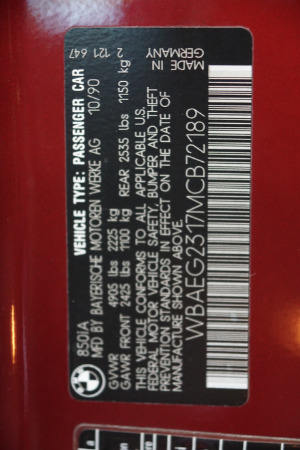 850iA
VEHICLE TYPE: PASSENGER CAR
MFG BY BAYERISCHE MOTOREN WERKE AG 10/90
GVWR 4905 lbs 2225 kg
GAWR FRONT 2425 lbs 1100 kg REAR 2535 lbs 1150 kg
THIS VEHICLE CONFORMS TO ALL APPLICABLE U.S.
FEDERAL MOTOR VEHICLE SAFETY, BUMPER AND THEFT
PREVENTION STANDARDS IN EFFECT ON THE DATE OF
MANUFACTURE SHOWN ABOVE.
WBAEG2317MCB72189
2 121 647
MADE IN
GERMANY
BMW